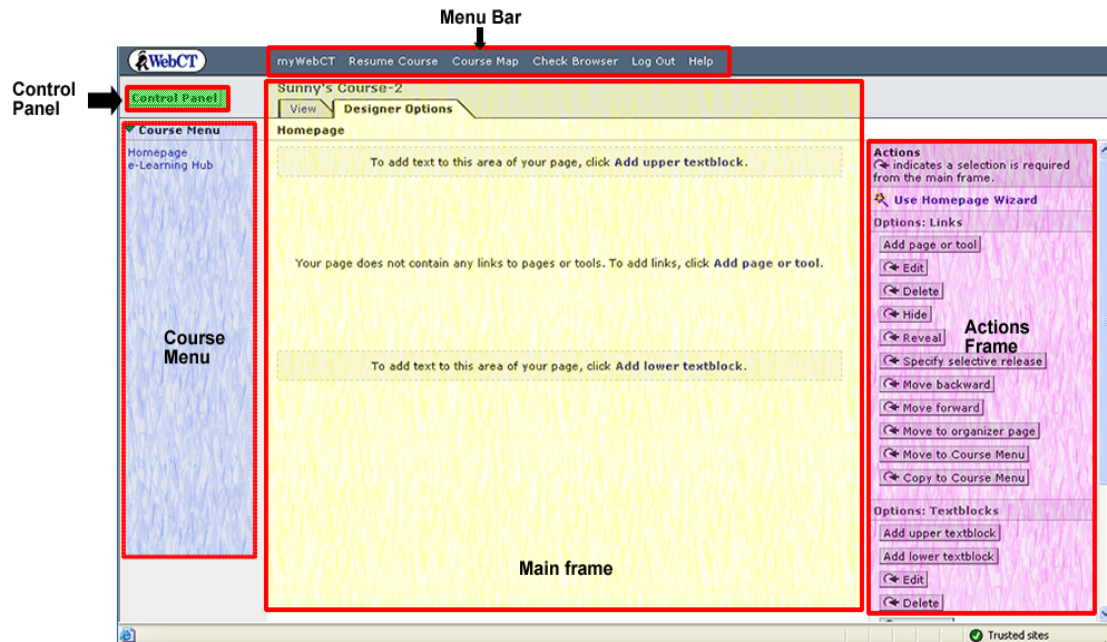 Menu Bar
WebCT
myWebCT Resume Course Course Map Check Browser Log Out Help
Control
Panel
Control Panel
Sunny's Course-2
View Designer Options
Course Menu
Homepage
Homepage
e-Learning Hub
To add text to this area of your page, click Add upper textblock.
Your page does not contain any links to pages or tools. To add links, click Add page or tool.
Course
Menu
To add text to this area of your page, click Add lower textblock.
Main frame
Actions
indicates a selection is required
from the main frame.
Use Homepage Wizard
Options: Links
Add page or tool
Edit
Delete
Hide
Reveal
Actions
Frame
Specify selective release
Move backward
Move forward
Move to organizer page
Move to Course Menu
Copy to Course Menu
Options: Textblocks
Add upper textblock
Add lower textblock
Edit
Delete
Trusted sites